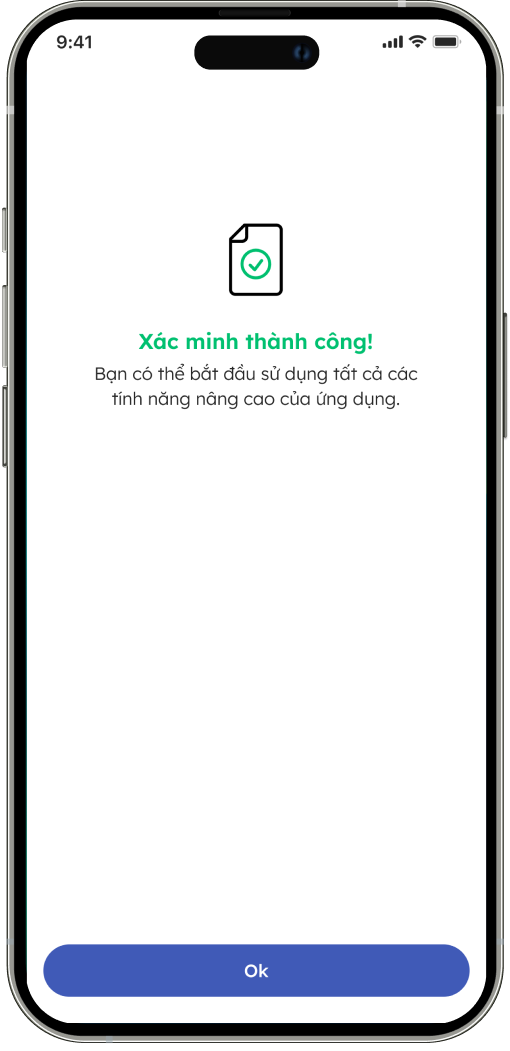 9:41
Xác minh thành công!
Bạn có thể bắt đầu sử dụng tất cả các
tính năng nâng cao của ứng dụng.
Ok